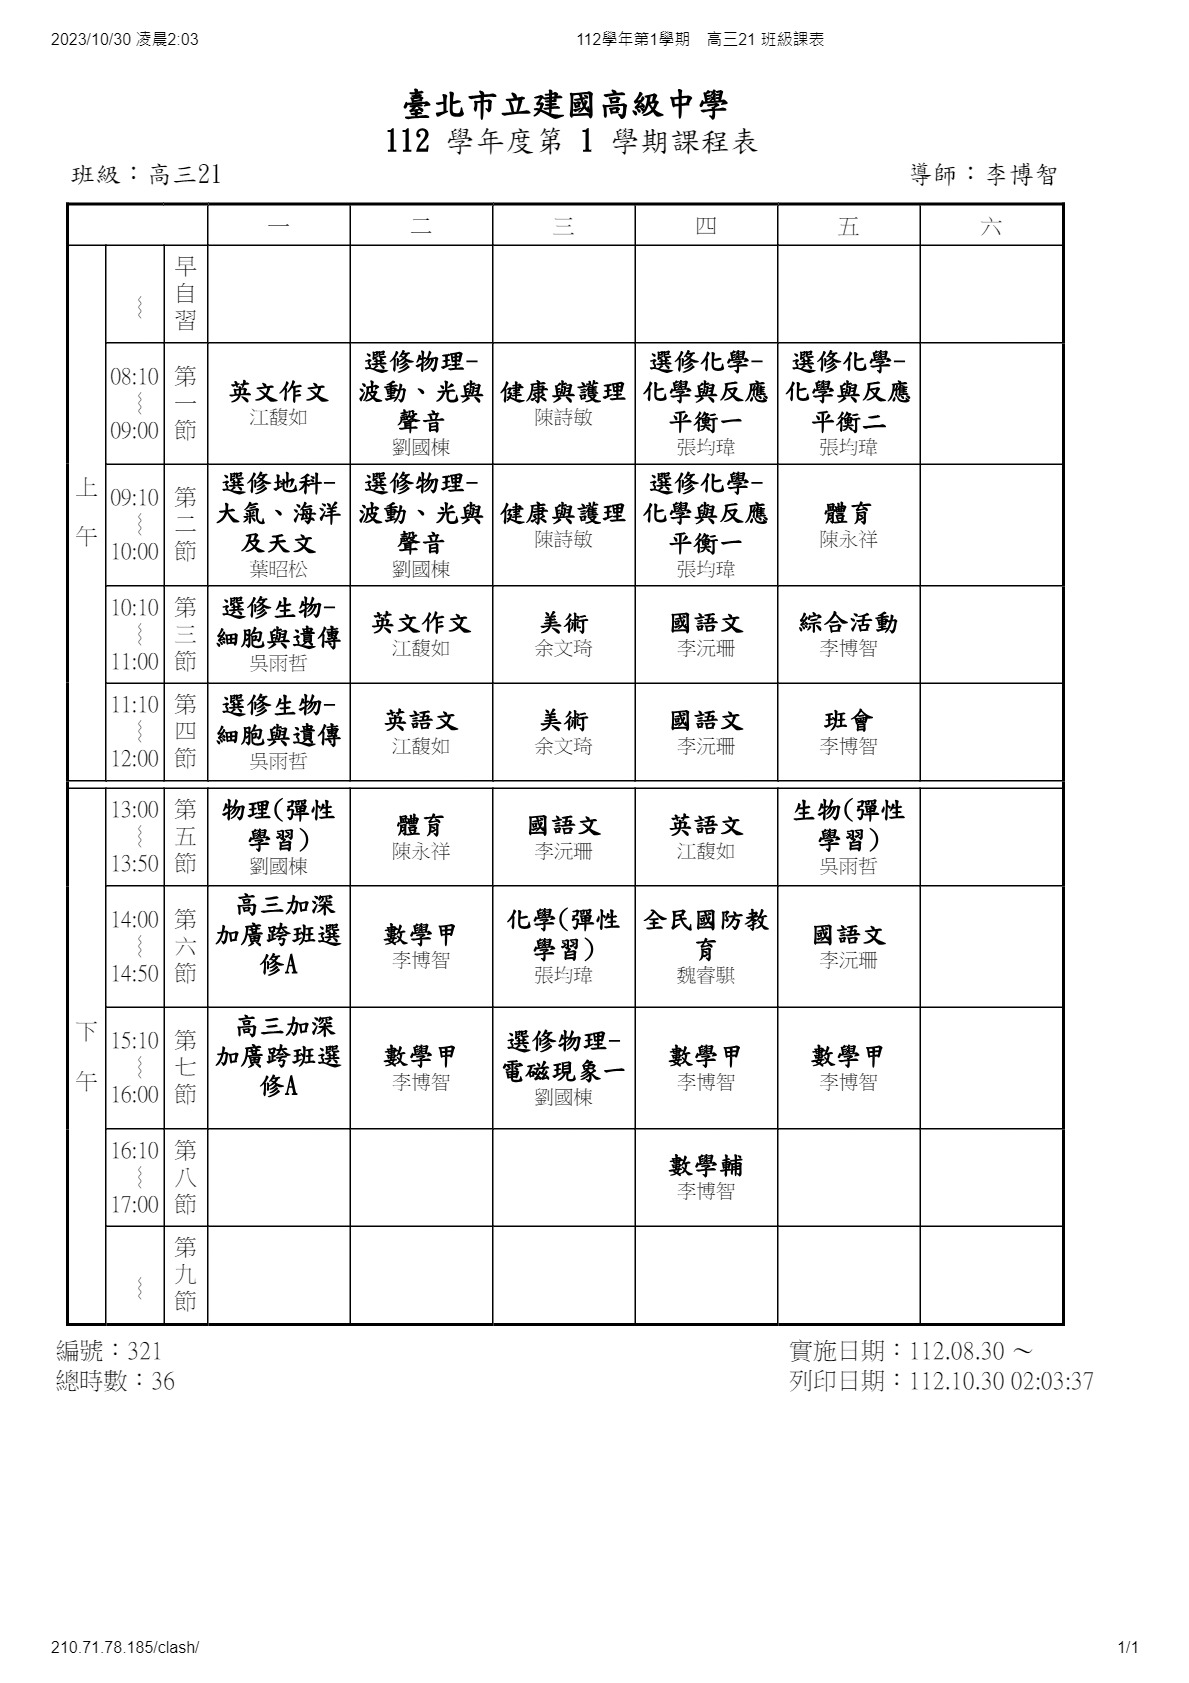 2023/10/30 凌晨2:03
112學年第1學期 高三21 班級課表
臺北市立建國高級中學
112 學年度第 1 學期課程表
班級：高三21
導師：李博智
一 二 三 四 五 六
上午
～
早自習
08:10
～
09:00
第一節
英文作文
江馥如
選修物理-
波動、光與
聲音
劉國棟
健康與護理
陳詩敏
選修化學-
化學與反應
平衡一
張均瑋
選修化學-
化學與反應
平衡二
張均瑋
09:10
～
10:00
第二節
選修地科-
大氣、海洋
及天文
葉昭松
選修物理-
波動、光與
聲音
劉國棟
健康與護理
陳詩敏
選修化學-
化學與反應
平衡一
張均瑋
體育
陳永祥
10:10
～
11:00
第三節
選修生物-
細胞與遺傳
吳雨哲
英文作文
江馥如
美術
余文琦
國語文
李沅珊
綜合活動
李博智
11:10
～
12:00
第四節
選修生物-
細胞與遺傳
吳雨哲
英語文
江馥如
美術
余文琦
國語文
李沅珊
班會
李博智
下午
13:00
～
13:50
第五節
物理(彈性
學習)
劉國棟
體育
陳永祥
國語文
李沅珊
英語文
江馥如
生物(彈性
學習)
吳雨哲
14:00
～
14:50
第六節
高三加深
加廣跨班選
修A
數學甲
李博智
化學(彈性
學習)
張均瑋
全民國防教
育
魏睿騏
國語文
李沅珊
15:10
～
16:00
第七節
高三加深
加廣跨班選
修A
數學甲
李博智
選修物理-
電磁現象一
劉國棟
數學甲
李博智
數學甲
李博智
16:10
～
17:00
第八節
數學輔
李博智
～
第九節
編號：321
總時數：36
實施日期：112.08.30 ～
列印日期：112.10.30 02:03:37
210.71.78.185/clash/
1/1